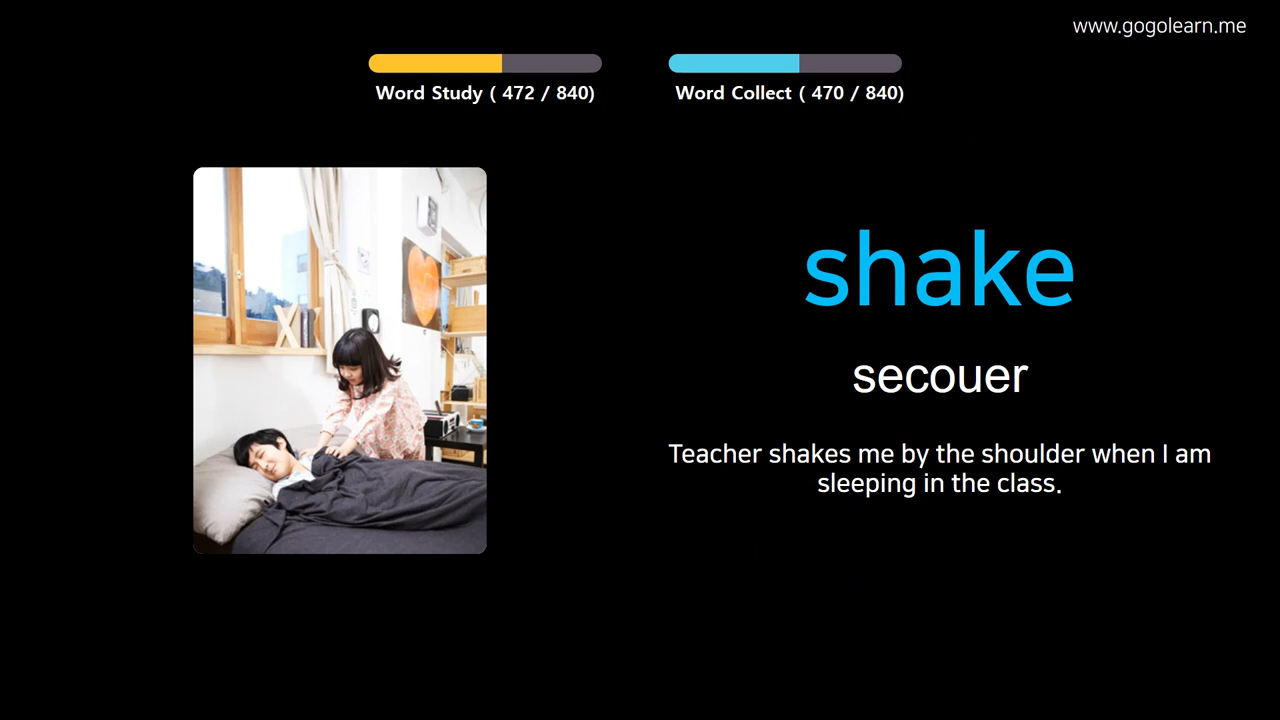 www.gogolearn.me
Word Study ( 472 / 840)
Word Collect ( 470 / 840)
shake
secouer
Teacher shakes me by the shoulder when I am
sleeping in the class.